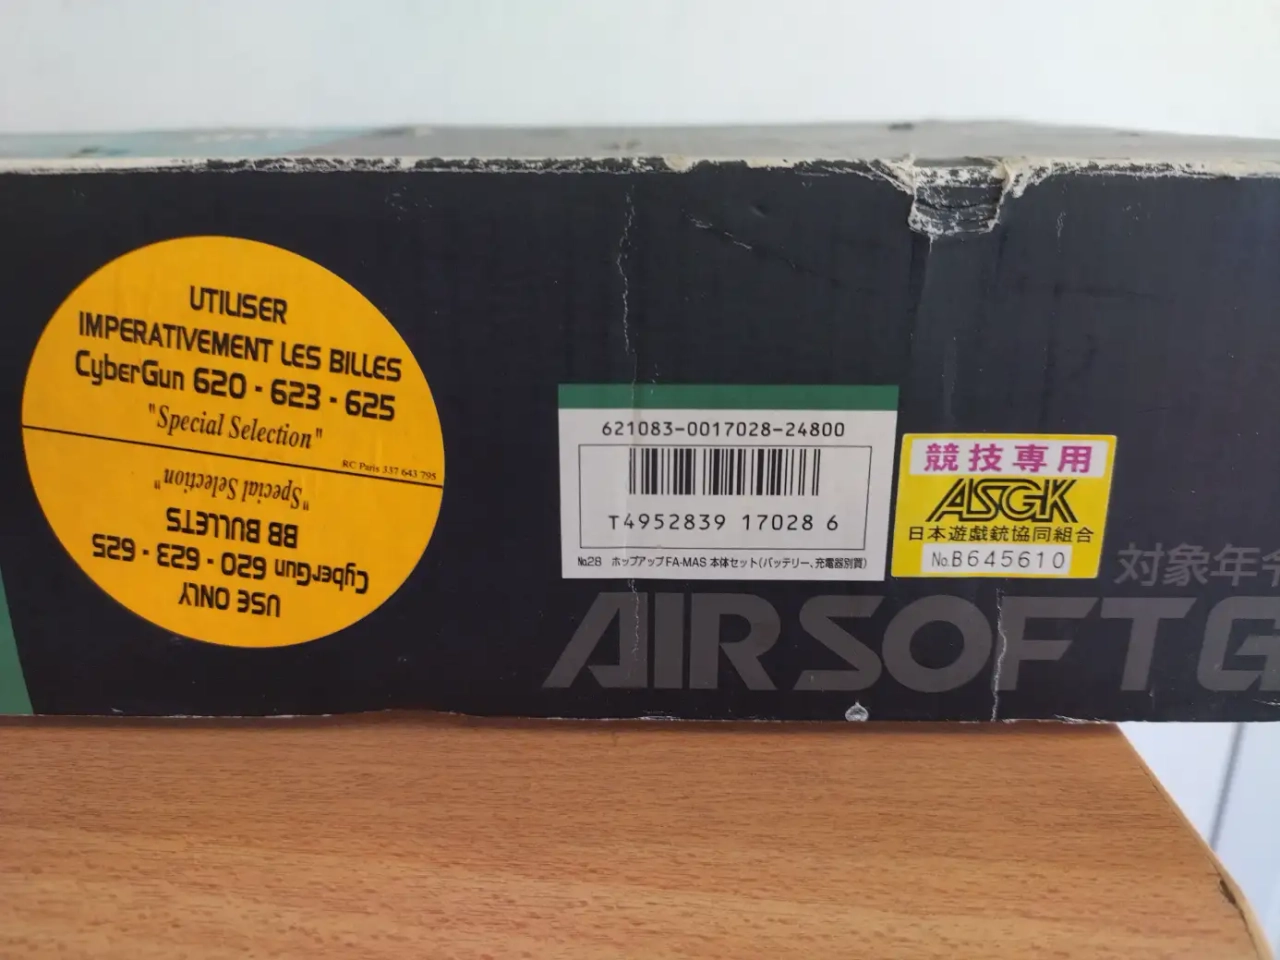 UTILISER
IMPERATIVEMENT LES BILLES
CyberGun 620 - 623 - 625
"Special Selection"
RC Paris 337 643 795
USE ONLY
CyberGun 620 - 623 - 625
BB BULLETS
"Special Selection"
621083-0017028-24800
T4952839 17028 6
№28 ホップアップFA-MAS 本体セット(バッテリー、充電器別買)
競技専用
ASGK
日本遊戯銃協同組合
No.B645610
対象年令
AIRSOFT G